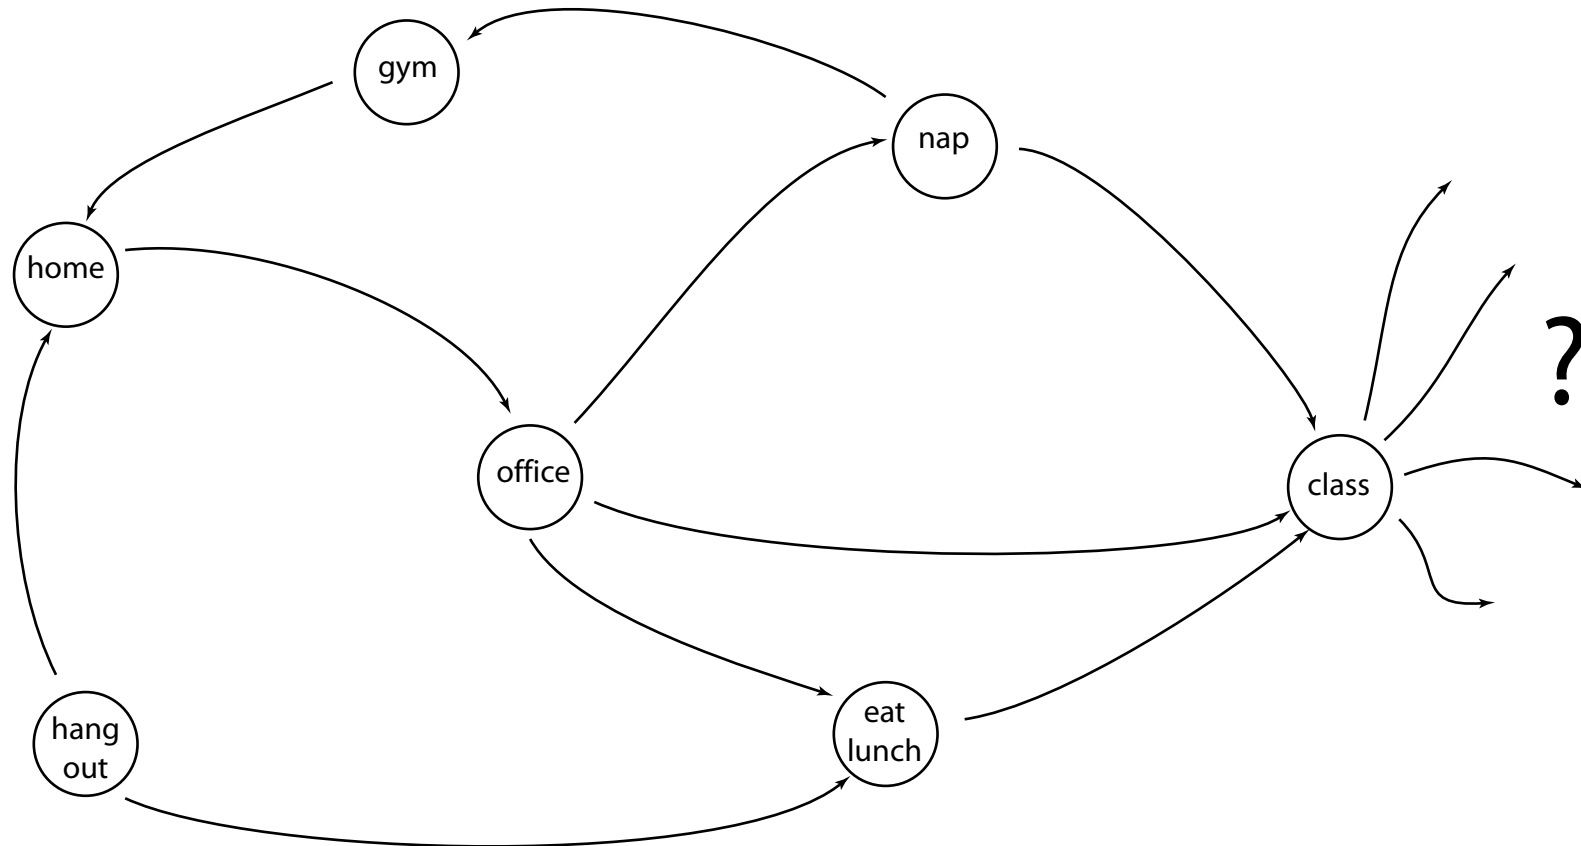 gym
nap
home
?
office
class
hang
out
eat
lunch